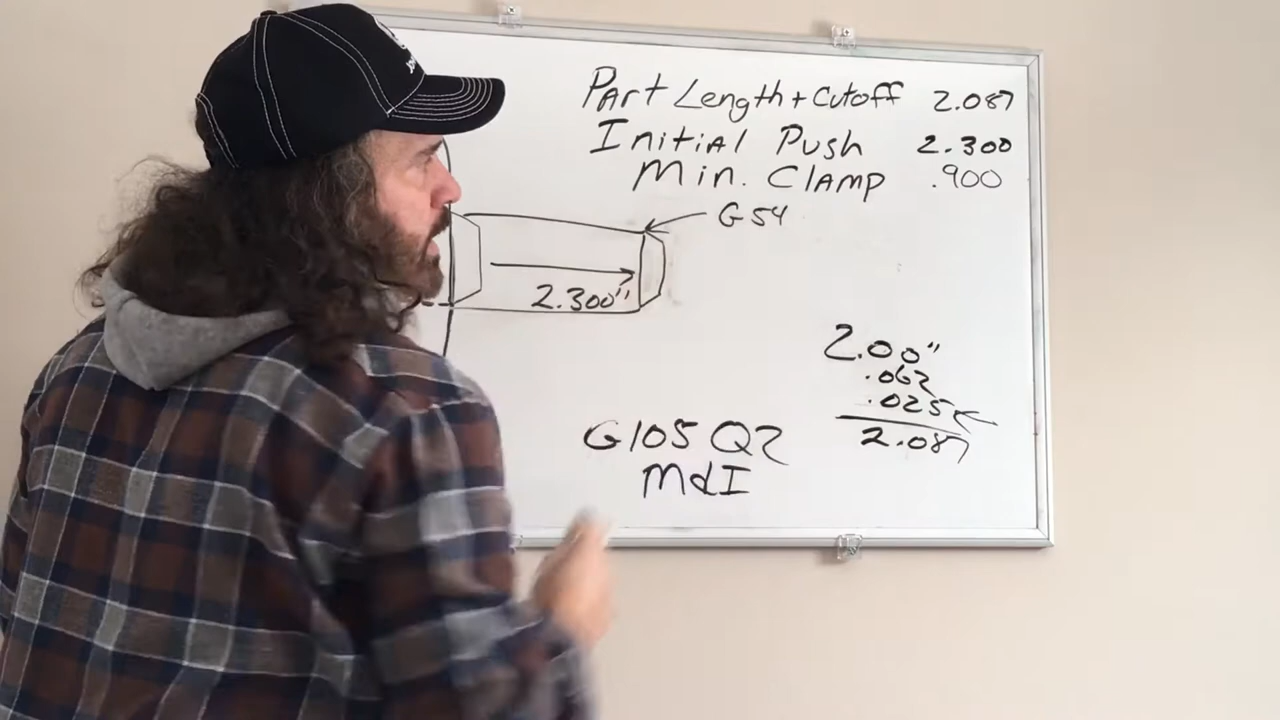 Part Length + Cutoff 2.087
Initial Push 2.300
Min. Clamp .900
G54
2.300"
2.00"
.062
.025
2.087
G105 Q2
MdI